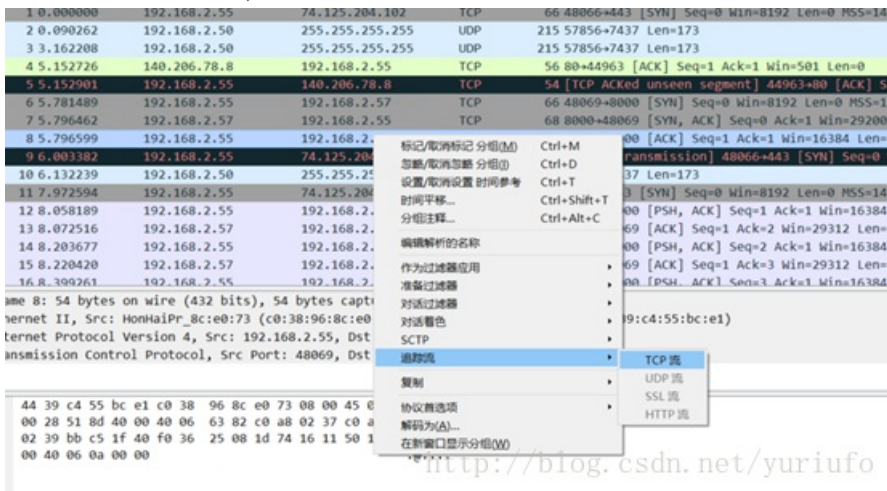 1 0.000000 192.168.2.55 74.125.204.102 TCP 66 48066→443 [SYN] Seq=0 Win=8192 Len=0 MSS=14
2 0.090262 192.168.2.50 255.255.255.255 UDP 215 57856→7437 Len=173
3 3.162208 192.168.2.50 255.255.255.255 UDP 215 57856→7437 Len=173
4 5.152726 140.206.78.8 192.168.2.55 TCP 56 80→44963 [ACK] Seq=1 Ack=1 Win=501 Len=0
5 5.152901 192.168.2.55 140.206.78.8 TCP 54 [TCP ACKed unseen segment] 44963→80 [ACK] S
6 5.781489 192.168.2.55 192.168.2.57 TCP 66 48069→8000 [SYN] Seq=0 Win=8192 Len=0 MSS=1
7 5.796462 192.168.2.57 192.168.2.55 TCP 68 8000→48069 [SYN, ACK] Seq=0 Ack=1 Win=29200
8 5.796599 192.168.2.55 192.168.2. 00 [ACK] Seq=1 Ack=1 Win=16384 Len=
9 6.003382 192.168.2.55 74.125.204 ransmission] 48066→443 [SYN] Seq=0
10 6.132239 192.168.2.50 255.255.25 37 Len=173
11 7.972594 192.168.2.55 74.125.204 3 [SYN] Seq=0 Win=8192 Len=0 MSS=14
12 8.058189 192.168.2.55 192.168.2. 00 [PSH, ACK] Seq=1 Ack=1 Win=16384
13 8.072516 192.168.2.57 192.168.2. 69 [ACK] Seq=1 Ack=2 Win=29312 Len=
14 8.203677 192.168.2.55 192.168.2. 00 [PSH, ACK] Seq=2 Ack=1 Win=16384
15 8.220420 192.168.2.57 192.168.2. 69 [ACK] Seq=1 Ack=3 Win=29312 Len=
16 8.399261 192.168.2.55 192.168.2. 00 [PSH, ACK] Seq=3 Ack=1 Win=16384
标记/取消标记 分组(M) Ctrl+M
忽略/取消忽略 分组(I) Ctrl+D
设置/取消设置 时间参考 Ctrl+T
时间平移... Ctrl+Shift+T
分组注释... Ctrl+Alt+C
编辑解析的名称
作为过滤器应用
准备过滤器
对话过滤器
对话着色
SCTP
追踪流
复制
协议首选项
解码为(A)...
在新窗口显示分组(W)
TCP 流
UDP 流
SSL 流
HTTP 流
ame 8: 54 bytes on wire (432 bits), 54 bytes capt
hernet II, Src: HonHaiPr_8c:e0:73 (c0:38:96:8c:e0 39:c4:55:bc:e1)
ternet Protocol Version 4, Src: 192.168.2.55, Dst
ansmission Control Protocol, Src Port: 48069, Dst
44 39 c4 55 bc e1 c0 38 96 8c e0 73 08 00 45 0
00 28 51 8d 40 00 40 06 63 82 c0 a8 02 37 c0 a
02 39 bb c5 1f 40 f0 36 25 08 1d 74 16 11 50 1
00 40 06 0a 00 00
http://blog.csdn.net/yuriufo